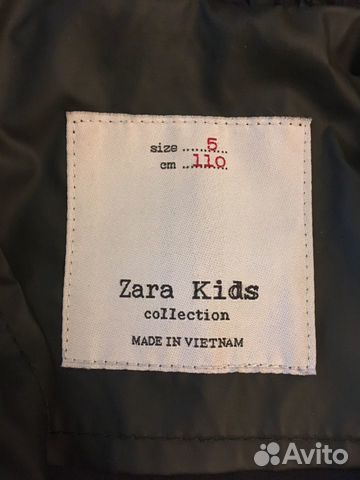 size ...... 5 ..
cm .. 110 ..
Zara Kids
collection
MADE IN VIETNAM
Avito